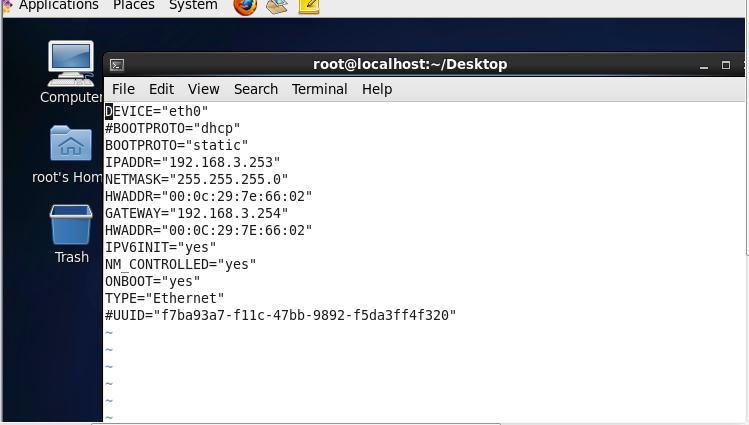 Applications Places System
root@localhost:~/Desktop
File Edit View Search Terminal Help
Computer
root's Hom
Trash
DEVICE="eth0"
#BOOTPROTO="dhcp"
BOOTPROTO="static"
IPADDR="192.168.3.253"
NETMASK="255.255.255.0"
HWADDR="00:0c:29:7e:66:02"
GATEWAY="192.168.3.254"
HWADDR="00:0C:29:7E:66:02"
IPV6INIT="yes"
NM_CONTROLLED="yes"
ONBOOT="yes"
TYPE="Ethernet"
#UUID="f7ba93a7-f11c-47bb-9892-f5da3ff4f320"
~
~
~
~
~
~